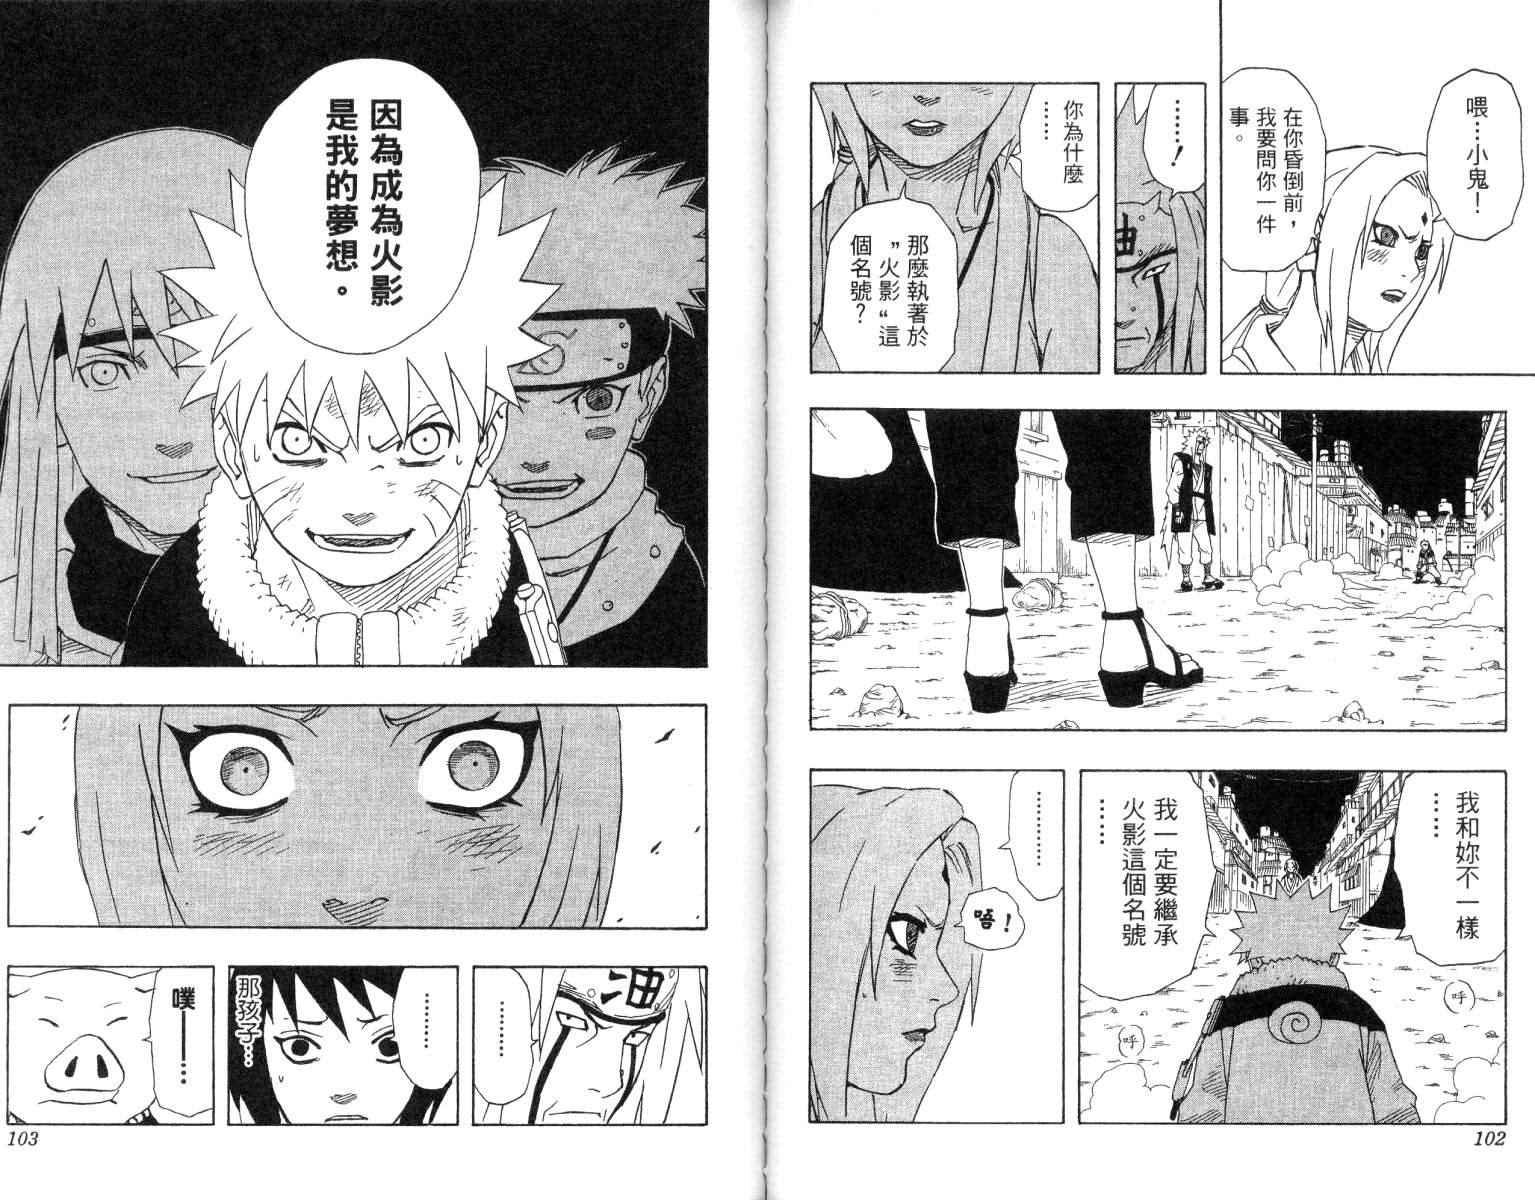 喂…小鬼！
在你昏倒前，
我要問你一件
事。
……！
油
你為什麼
……
那麼執著於
〞火影〝這
個名號？
我和妳不一樣
……
我一定要繼承
火影這個名號
……
呼
呼
…………
唔！
102
因為成為火影
是我的夢想。
油
………
………
那孩子…
噗——……
103